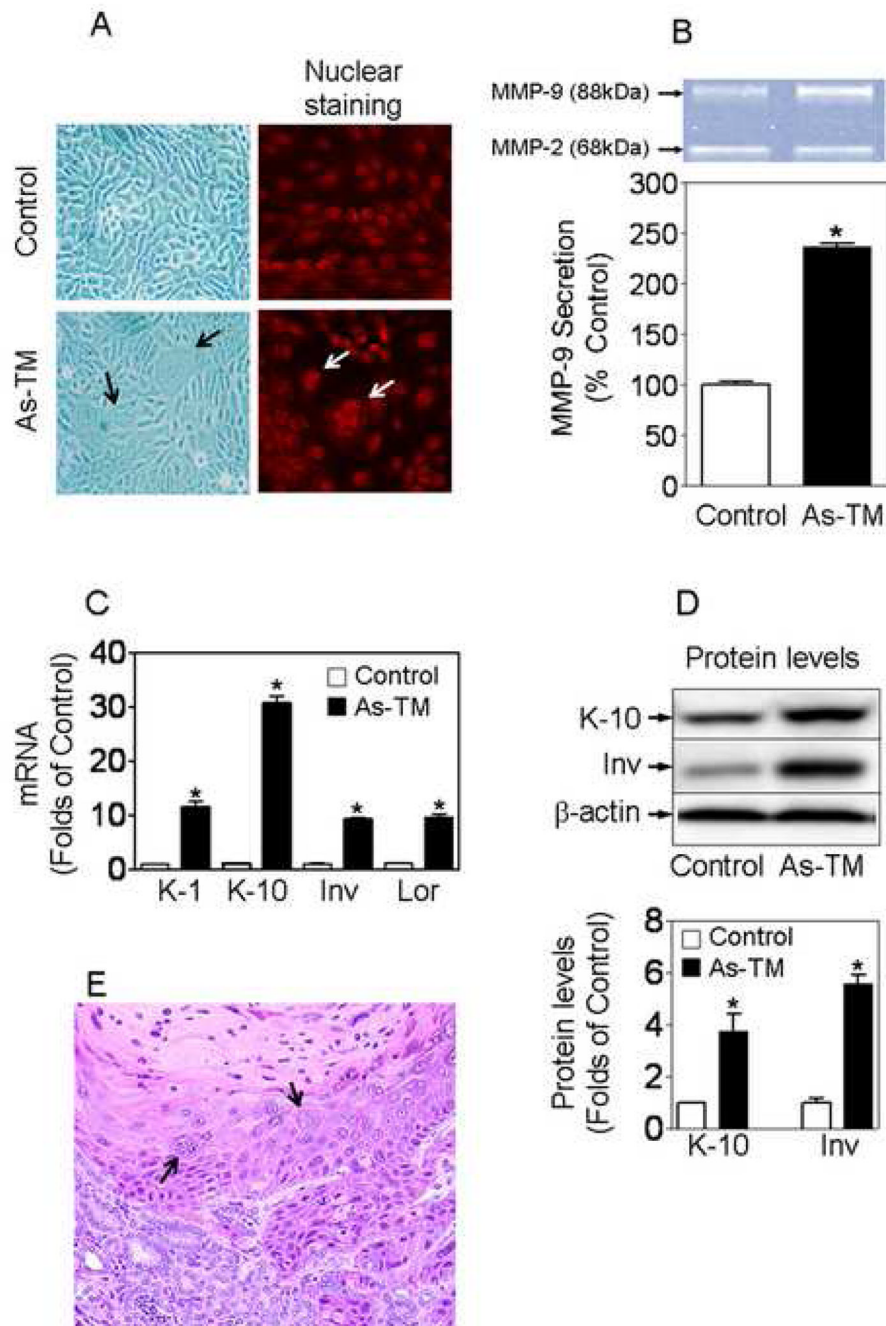 A
Nuclear
staining
Control
As-TM
B
MMP-9 (88kDa)
MMP-2 (68kDa)
MMP-9 Secretion
(% Control)
300
250
200
150
100
50
0
*
Control As-TM
C
mRNA
(Folds of Control)
40
30
20
10
0
Control
As-TM
* * * *
K-1 K-10 Inv Lor
D
Protein levels
K-10
Inv
β-actin
Control As-TM
Protein levels
(Folds of Control)
8
6
4
2
0
Control
As-TM
* *
K-10 Inv
E